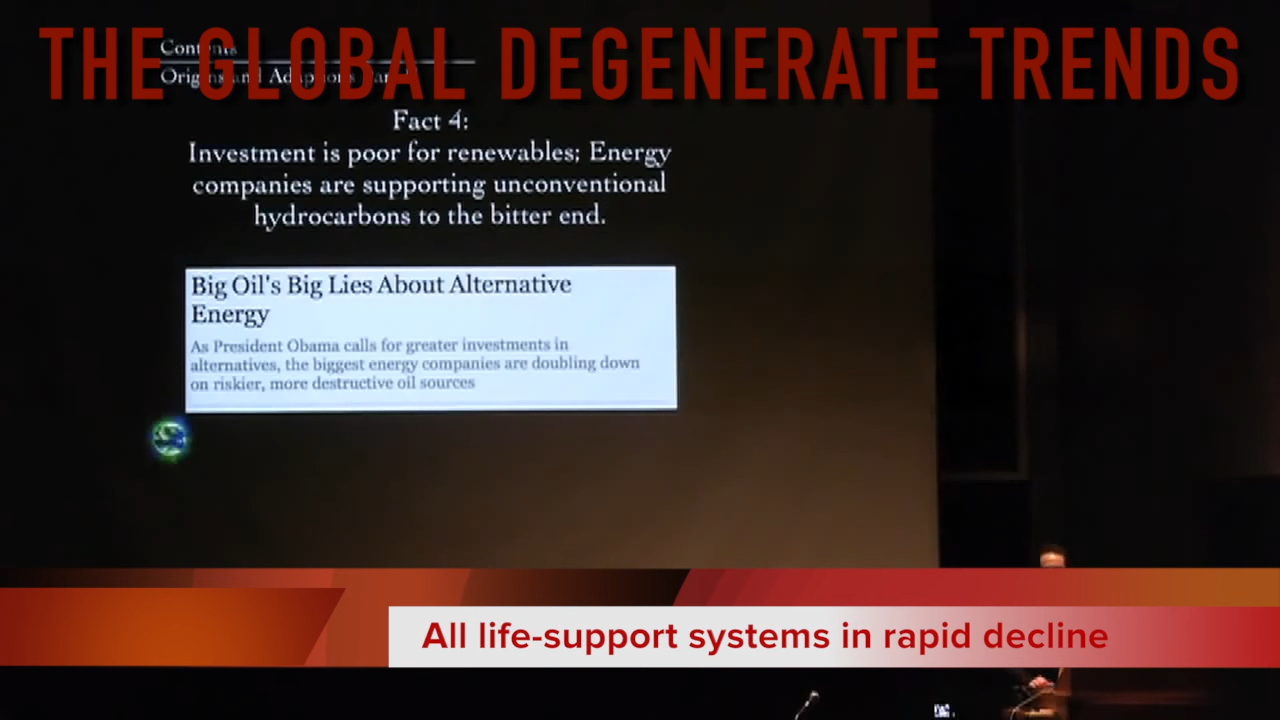 THE GLOBAL DEGENERATE TRENDS
Contents
Origins and Adaptions
Fact 4:
Investment is poor for renewables; Energy
companies are supporting unconventional
hydrocarbons to the bitter end.
Big Oil's Big Lies About Alternative
Energy
As President Obama calls for greater investments in
alternatives, the biggest energy companies are doubling down
on riskier, more destructive oil sources
All life-support systems in rapid decline